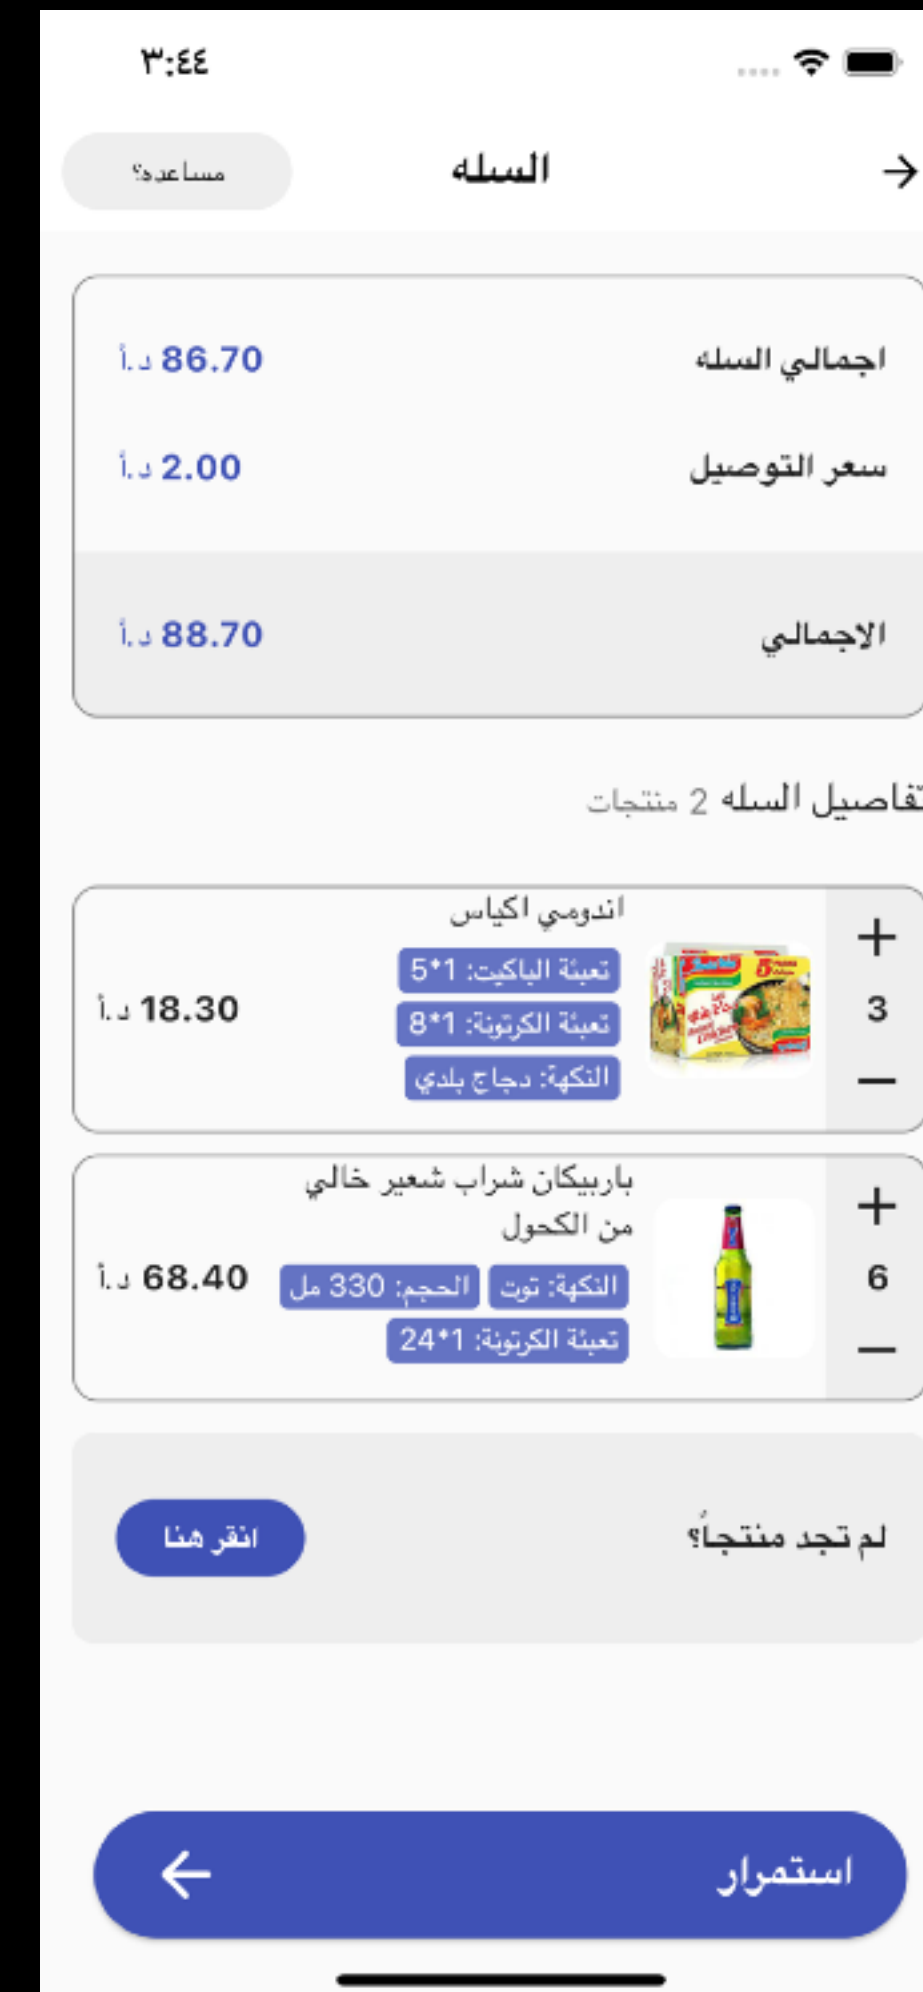 ٣:٤٤
السله
مساعده؟
اجمالي السله
86.70 د.أ
سعر التوصيل
2.00 د.أ
الاجمالي
88.70 د.أ
تفاصيل السله 2 منتجات
اندومي اكياس
تعبئة الباكيت: 1*5
تعبئة الكرتونة: 1*8
النكهة: دجاج بلدي
3
18.30 د.أ
باربيكان شراب شعير خالي
من الكحول
النكهة: توت الحجم: 330 مل
تعبئة الكرتونة: 1*24
6
68.40 د.أ
لم تجد منتجاً؟
انقر هنا
استمرار